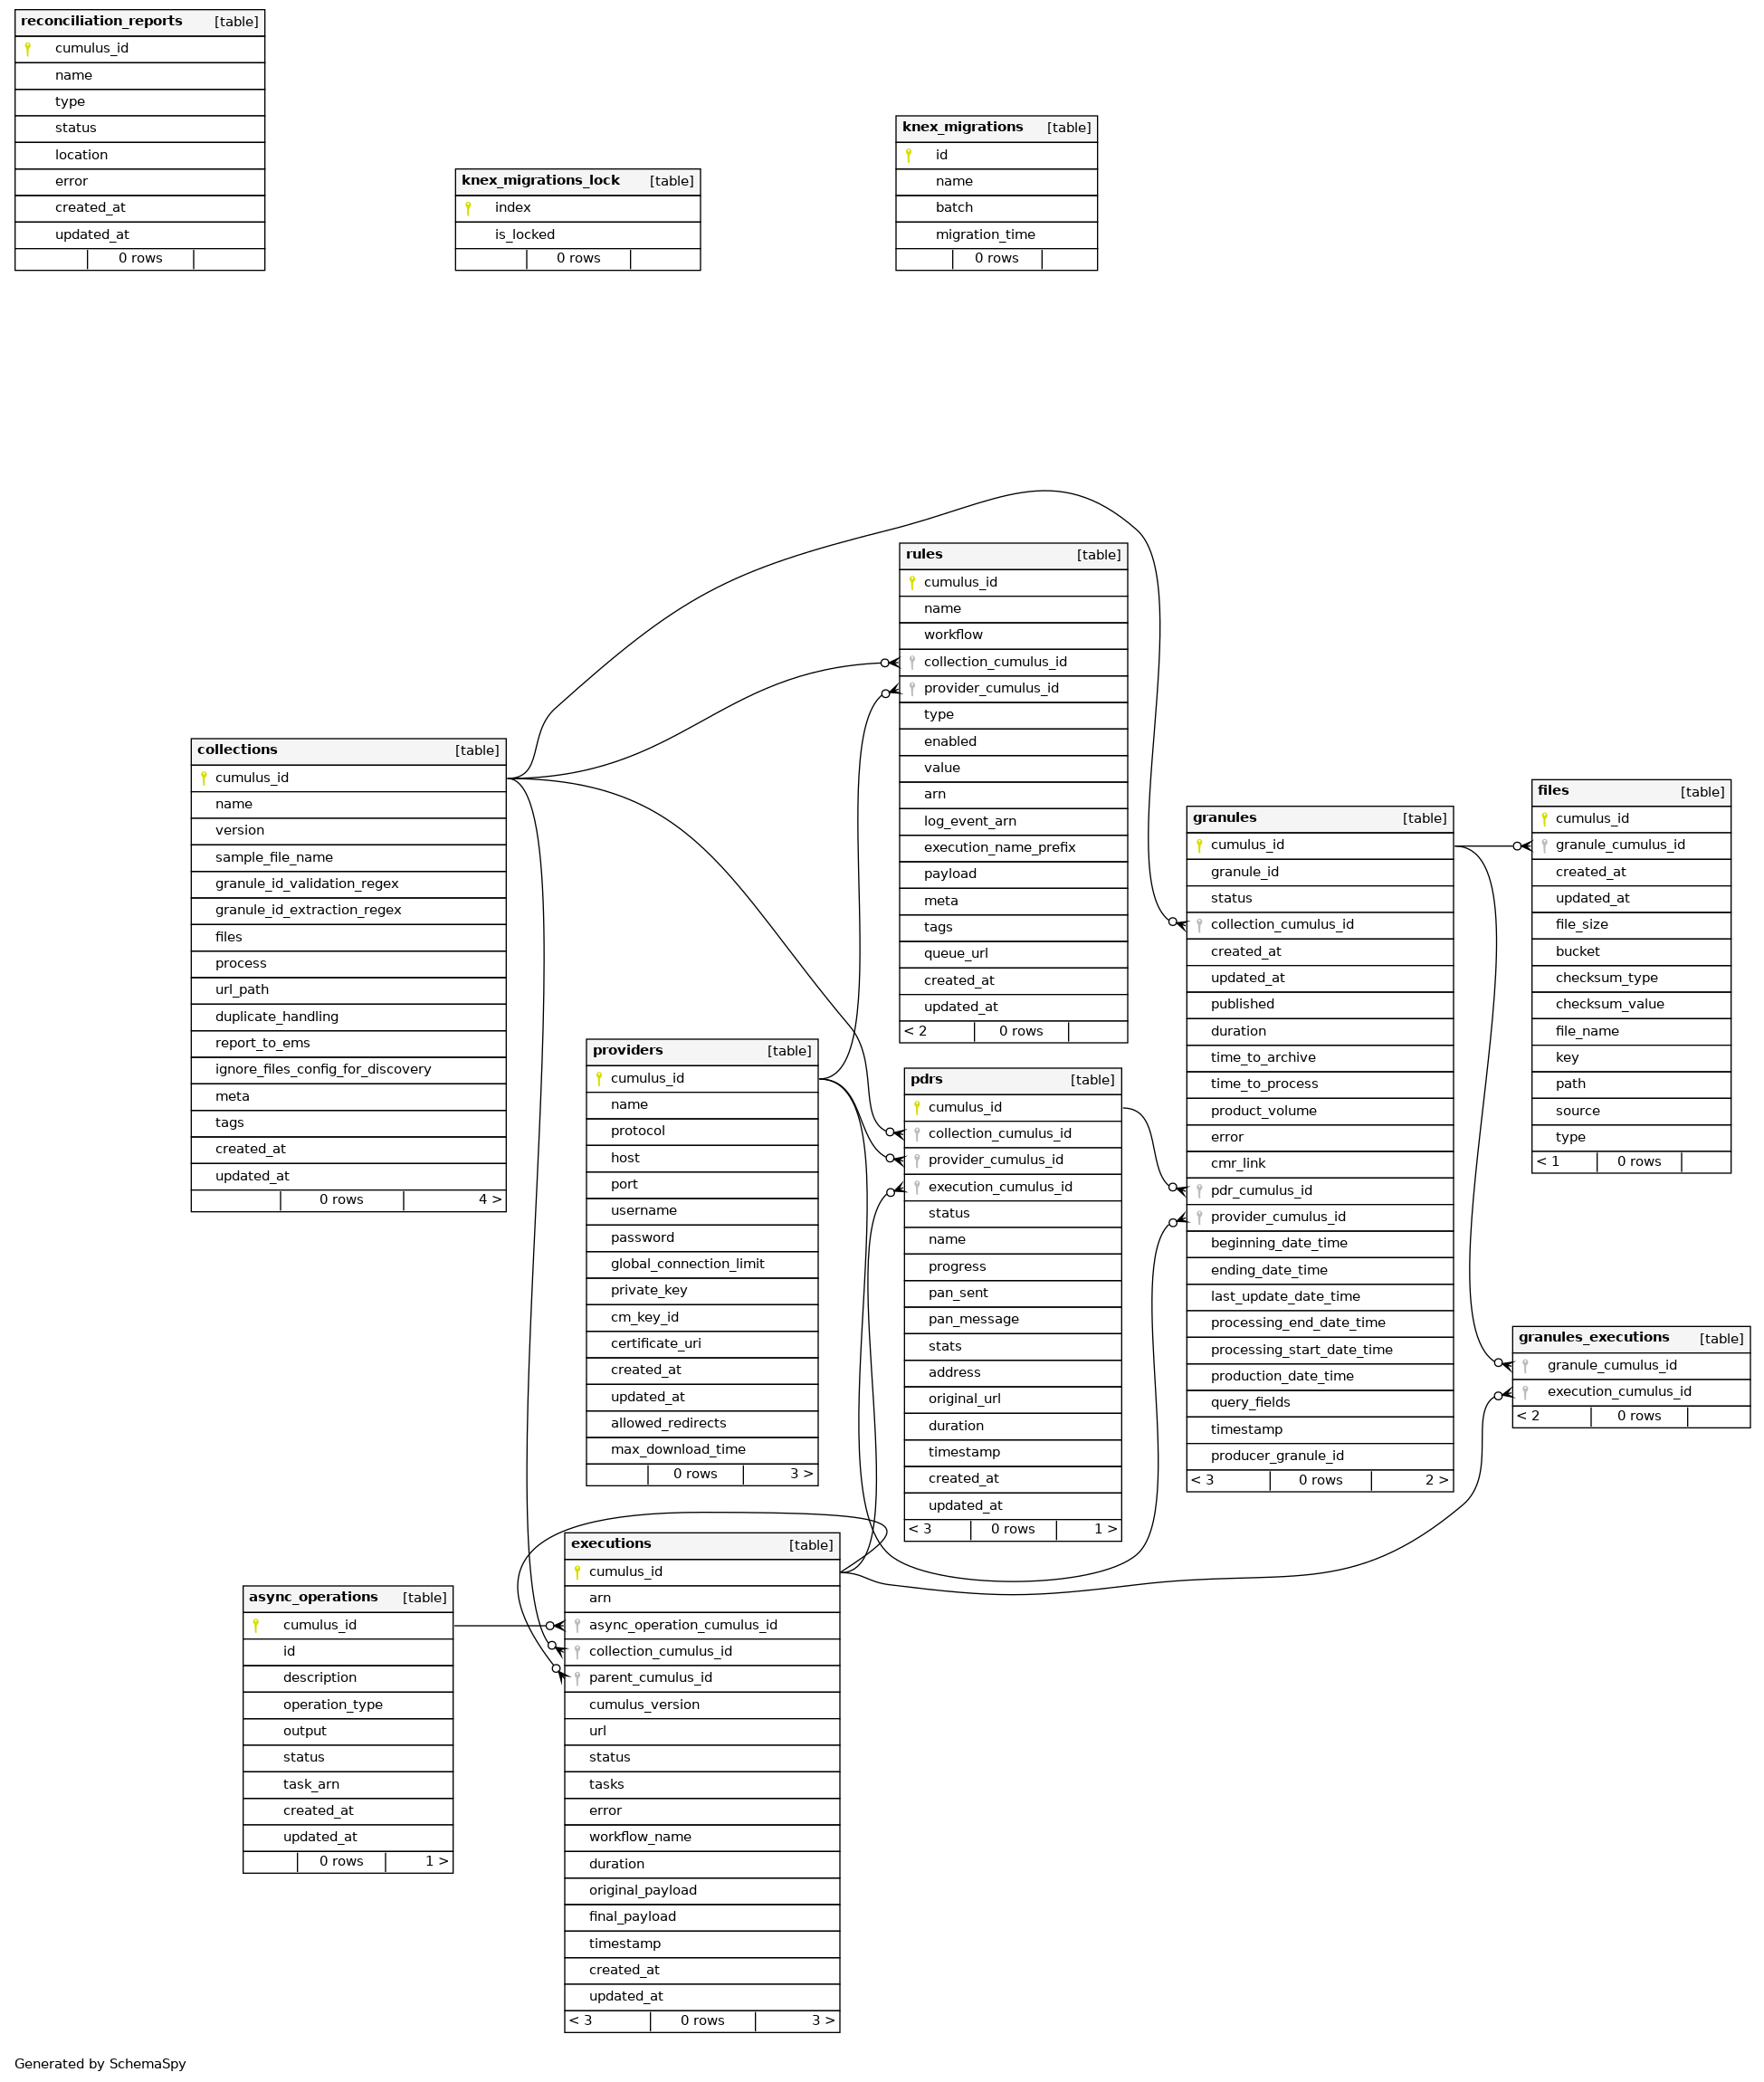 reconciliation_reports [table]
cumulus_id
name
type
status
location
error
created_at
updated_at
0 rows
knex_migrations_lock [table]
index
is_locked
0 rows
knex_migrations [table]
id
name
batch
migration_time
0 rows
rules [table]
cumulus_id
name
workflow
collection_cumulus_id
provider_cumulus_id
type
enabled
value
arn
log_event_arn
execution_name_prefix
payload
meta
tags
queue_url
created_at
updated_at
< 2 0 rows
collections [table]
cumulus_id
name
version
sample_file_name
granule_id_validation_regex
granule_id_extraction_regex
files
process
url_path
duplicate_handling
report_to_ems
ignore_files_config_for_discovery
meta
tags
created_at
updated_at
0 rows 4 >
granules [table]
cumulus_id
granule_id
status
collection_cumulus_id
created_at
updated_at
published
duration
time_to_archive
time_to_process
product_volume
error
cmr_link
pdr_cumulus_id
provider_cumulus_id
beginning_date_time
ending_date_time
last_update_date_time
processing_end_date_time
processing_start_date_time
production_date_time
query_fields
timestamp
producer_granule_id
< 3 0 rows 2 >
files [table]
cumulus_id
granule_cumulus_id
created_at
updated_at
file_size
bucket
checksum_type
checksum_value
file_name
key
path
source
type
< 1 0 rows
providers [table]
cumulus_id
name
protocol
host
port
username
password
global_connection_limit
private_key
cm_key_id
certificate_uri
created_at
updated_at
allowed_redirects
max_download_time
0 rows 3 >
pdrs [table]
cumulus_id
collection_cumulus_id
provider_cumulus_id
execution_cumulus_id
status
name
progress
pan_sent
pan_message
stats
address
original_url
duration
timestamp
created_at
updated_at
< 3 0 rows 1 >
granules_executions [table]
granule_cumulus_id
execution_cumulus_id
< 2 0 rows
executions [table]
cumulus_id
arn
async_operation_cumulus_id
collection_cumulus_id
parent_cumulus_id
cumulus_version
url
status
tasks
error
workflow_name
duration
original_payload
final_payload
timestamp
created_at
updated_at
< 3 0 rows 3 >
async_operations [table]
cumulus_id
id
description
operation_type
output
status
task_arn
created_at
updated_at
0 rows 1 >
Generated by SchemaSpy